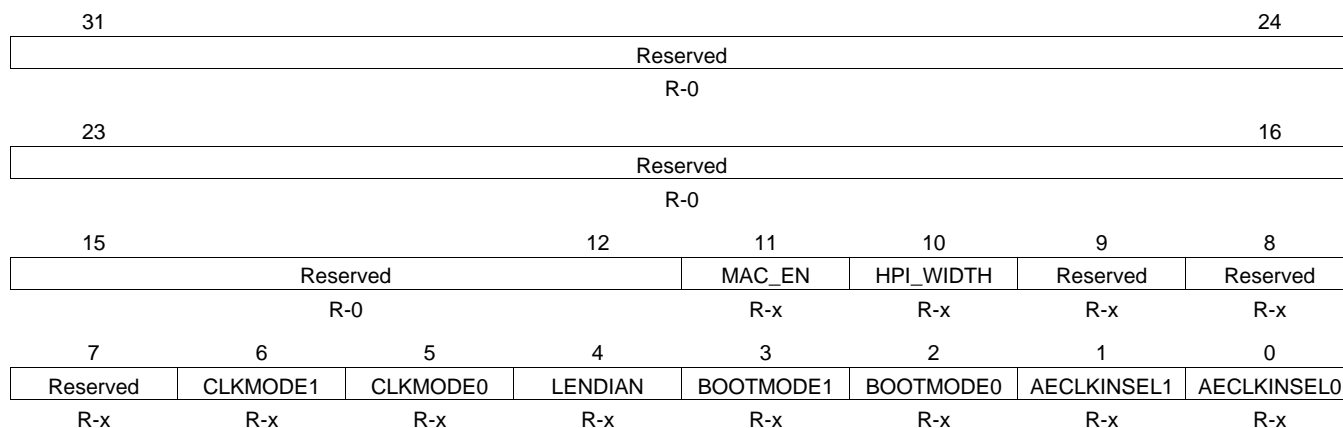 31 24
Reserved
R-0
23 16
Reserved
R-0
15 12 11 10 9 8
Reserved MAC_EN HPI_WIDTH Reserved Reserved
R-0 R-x R-x R-x R-x
7 6 5 4 3 2 1 0
Reserved CLKMODE1 CLKMODE0 LENDIAN BOOTMODE1 BOOTMODE0 AECLKINSEL1 AECLKINSEL0
R-x R-x R-x R-x R-x R-x R-x R-x